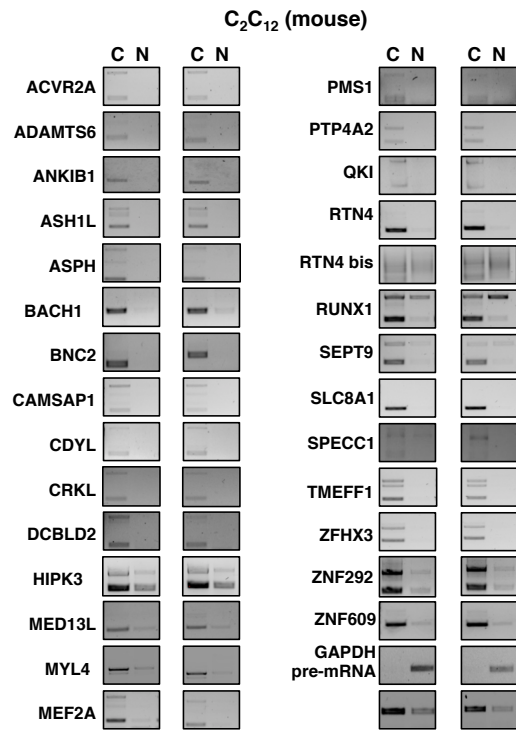 C₂C₁₂ (mouse)
C N C N
ACVR2A
ADAMTS6
ANKIB1
ASH1L
ASPH
BACH1
BNC2
CAMSAP1
CDYL
CRKL
DCBLD2
HIPK3
MED13L
MYL4
MEF2A
C N C N
PMS1
PTP4A2
QKI
RTN4
RTN4 bis
RUNX1
SEPT9
SLC8A1
SPECC1
TMEFF1
ZFHX3
ZNF292
ZNF609
GAPDH
pre-mRNA